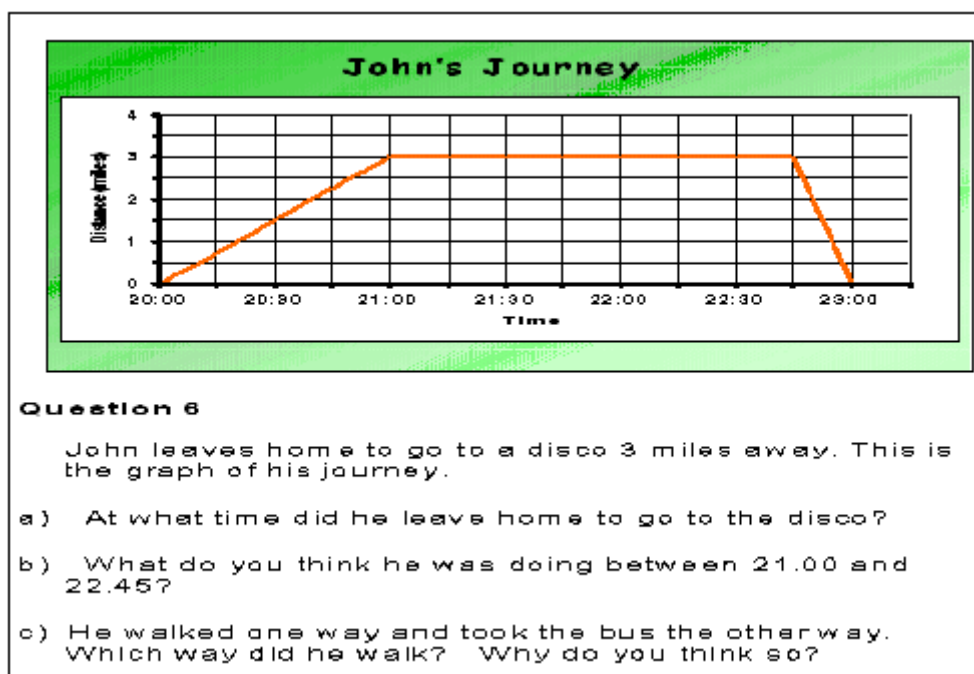 John's Journey
Distance (miles)
4
3
2
1
0
20:00 20:30 21:00 21:30 22:00 22:30 23:00
Time
Question 6
John leaves home to go to a disco 3 miles away. This is
the graph of his journey.
a) At what time did he leave home to go to the disco?
b) What do you think he was doing between 21.00 and
22.45?
c) He walked one way and took the bus the other way.
Which way did he walk? Why do you think so?